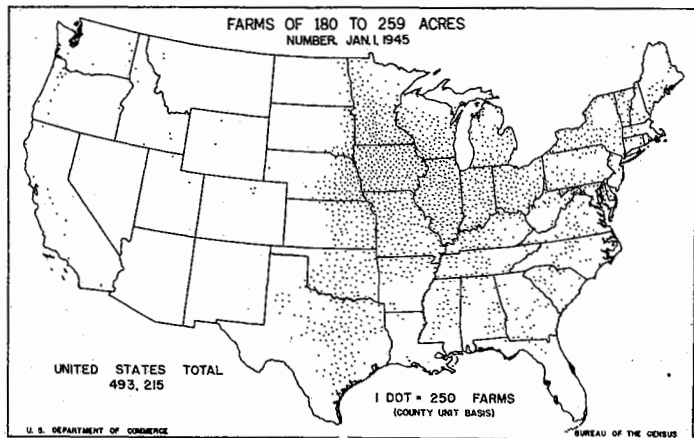 FARMS OF 180 TO 259 ACRES
NUMBER, JAN. 1, 1945
UNITED STATES TOTAL
493, 215
1 DOT = 250 FARMS
(COUNTY UNIT BASIS)
U. S. DEPARTMENT OF COMMERCE
BUREAU OF THE CENSUS